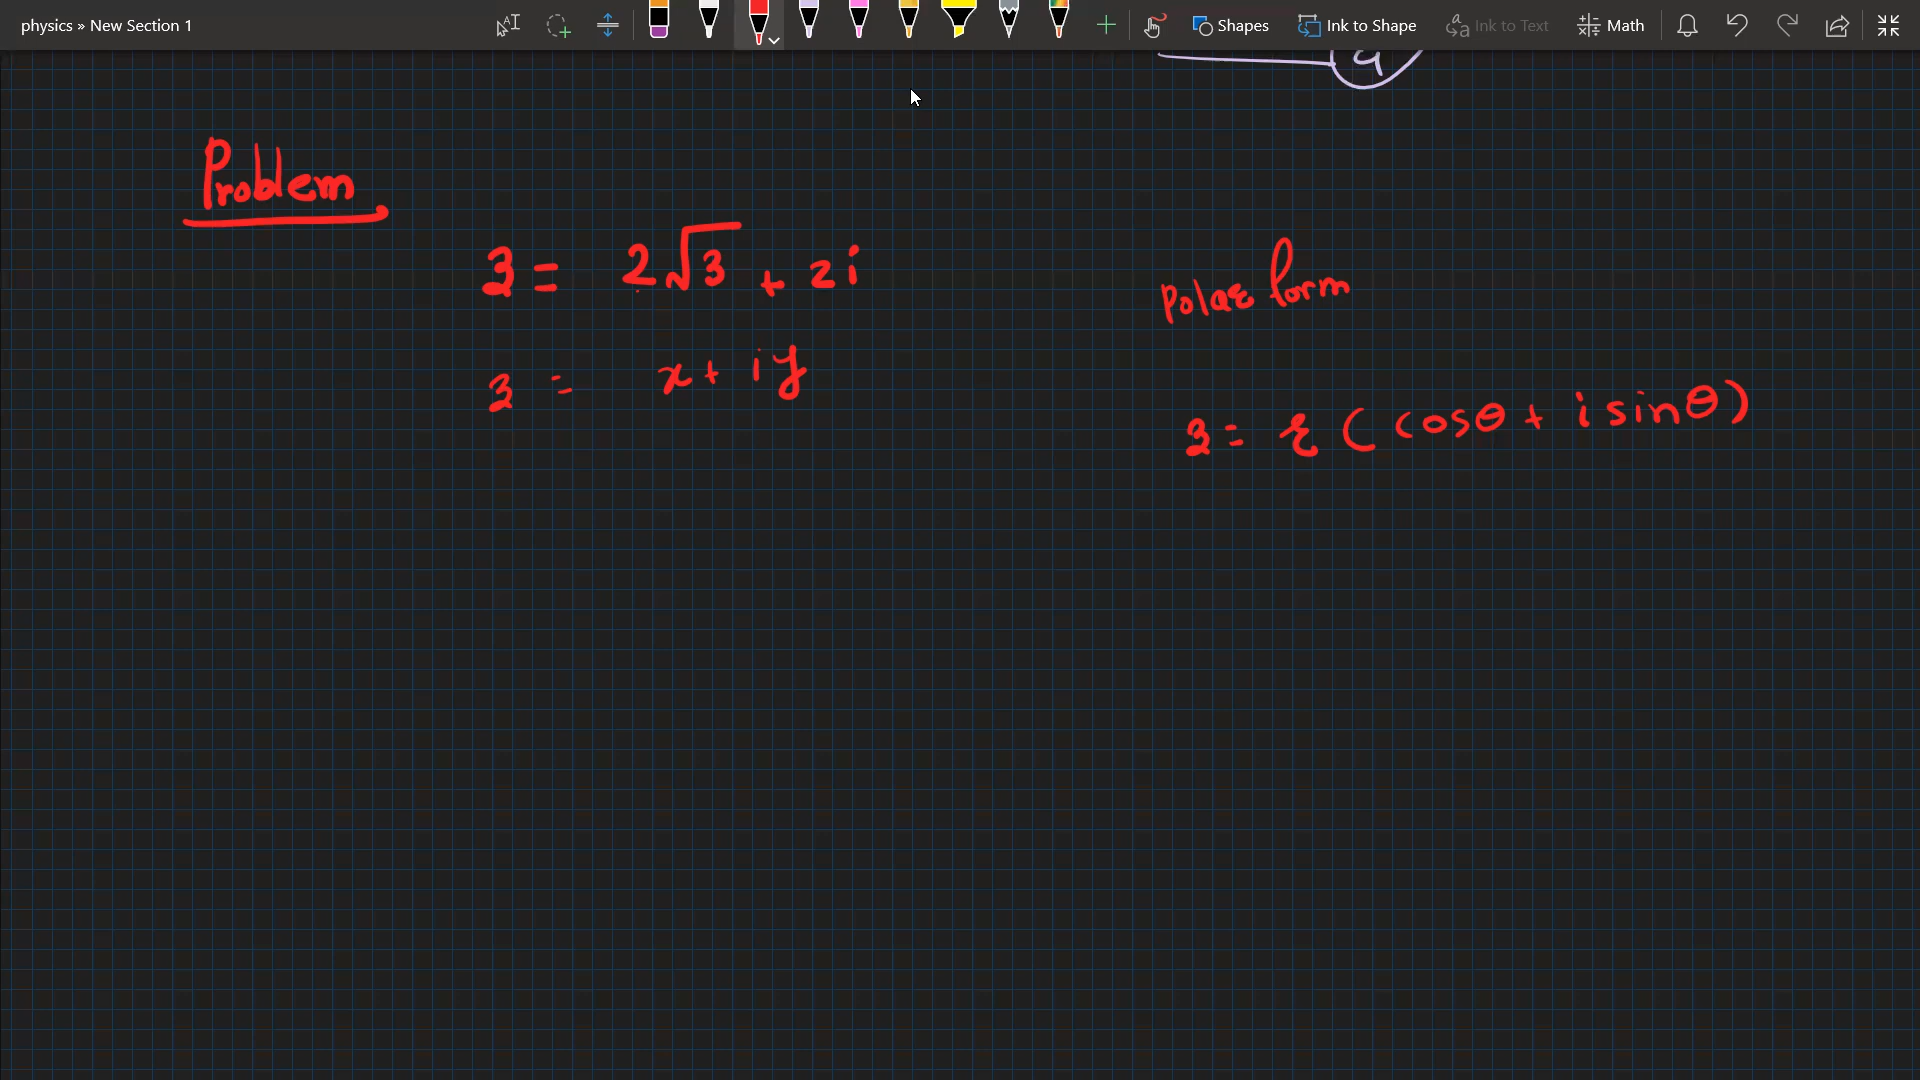 physics » New Section 1
Shapes
Ink to Shape
Ink to Text
Math
Problem
z = 2√3 + 2i
Polar form
z = x + iy
z = r ( cosθ + i sinθ )